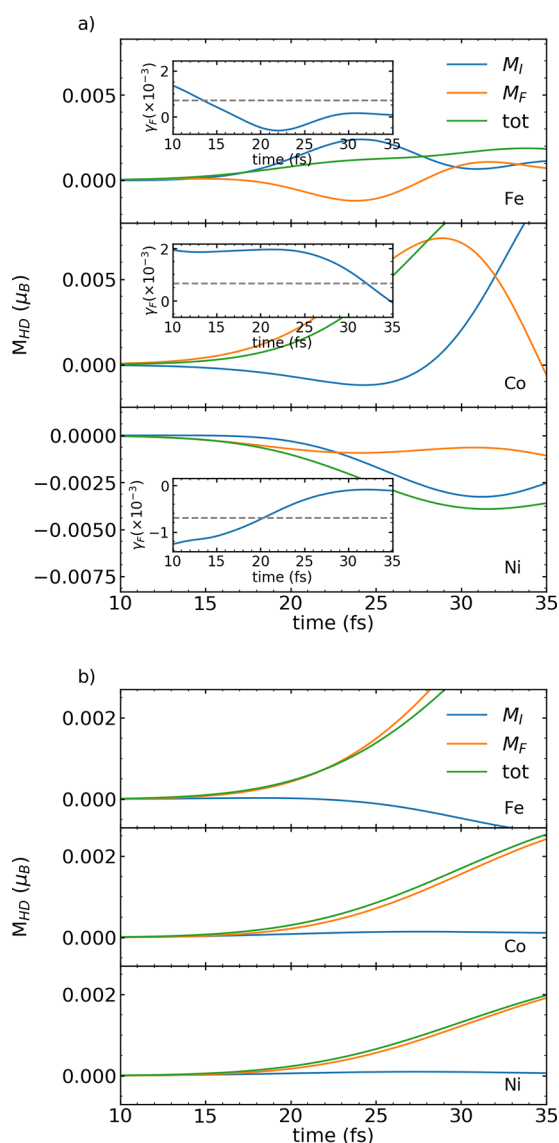 a)
2
0
γ_F(×10⁻³)
10 15 20 25 30 35
time (fs)
M_I
M_F
tot
0.005
0.000
Fe
2
0
γ_F(×10⁻³)
10 15 20 25 30 35
time (fs)
0.005
0.000
Co
M_HD (μ_B)
0.0000
−0.0025
−0.0050
−0.0075
0
−1
γ_F(×10⁻³)
10 15 20 25 30 35
time (fs)
Ni
10 15 20 25 30 35
time (fs)
b)
M_I
M_F
tot
0.002
0.000
Fe
0.002
0.000
Co
M_HD (μ_B)
0.002
0.000
Ni
10 15 20 25 30 35
time (fs)